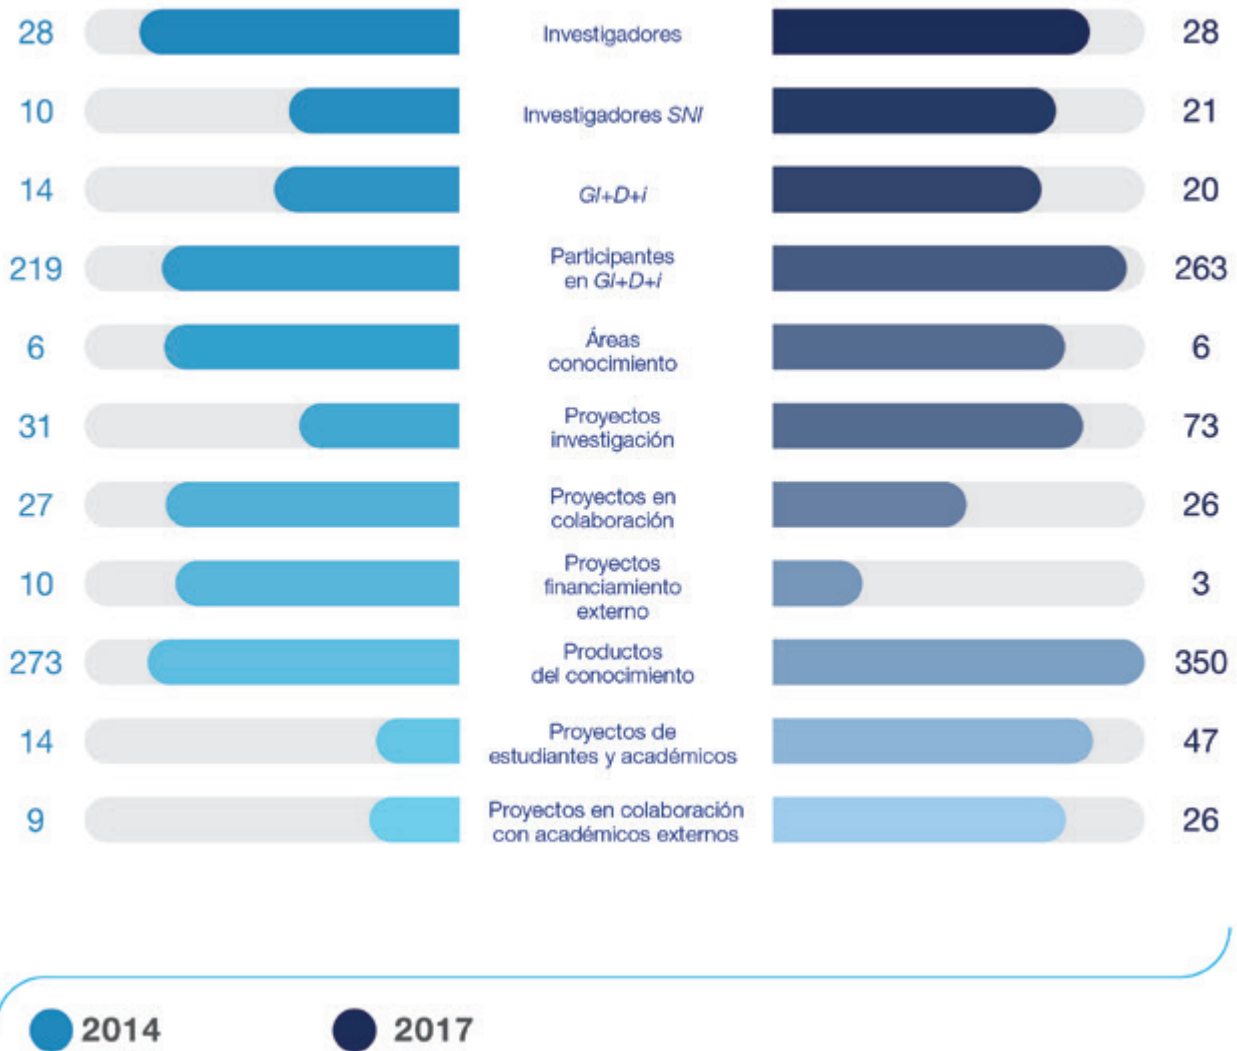 28 Investigadores 28
10 Investigadores SNI 21
14 GI+D+i 20
219 Participantes
en GI+D+i 263
6 Áreas
conocimiento 6
31 Proyectos
investigación 73
27 Proyectos en
colaboración 26
10 Proyectos
financiamiento
externo 3
273 Productos
del conocimiento 350
14 Proyectos de
estudiantes y académicos 47
9 Proyectos en colaboración
con académicos externos 26
2014 2017